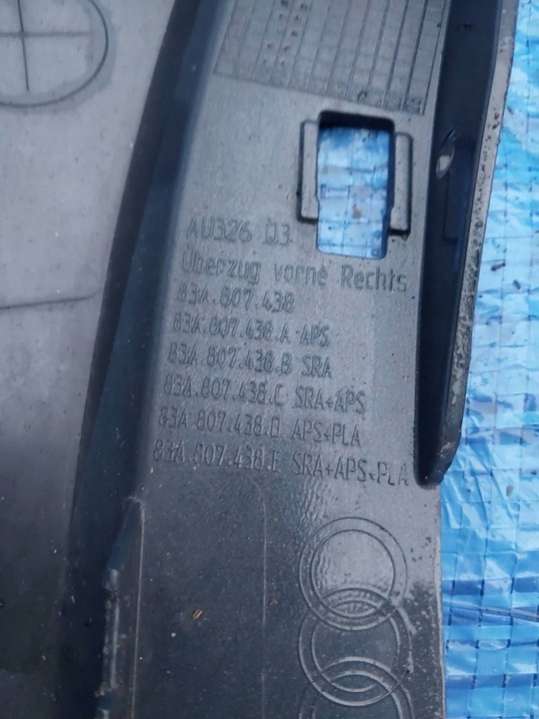 AU326 Q3
Überzug vorne Rechts
83A.807.438
83A.807.438.A APS
83A.807.438.B SRA
83A.807.438.C SRA+APS
83A.807.438.D APS+PLA
83A.807.438.E SRA+APS+PLA